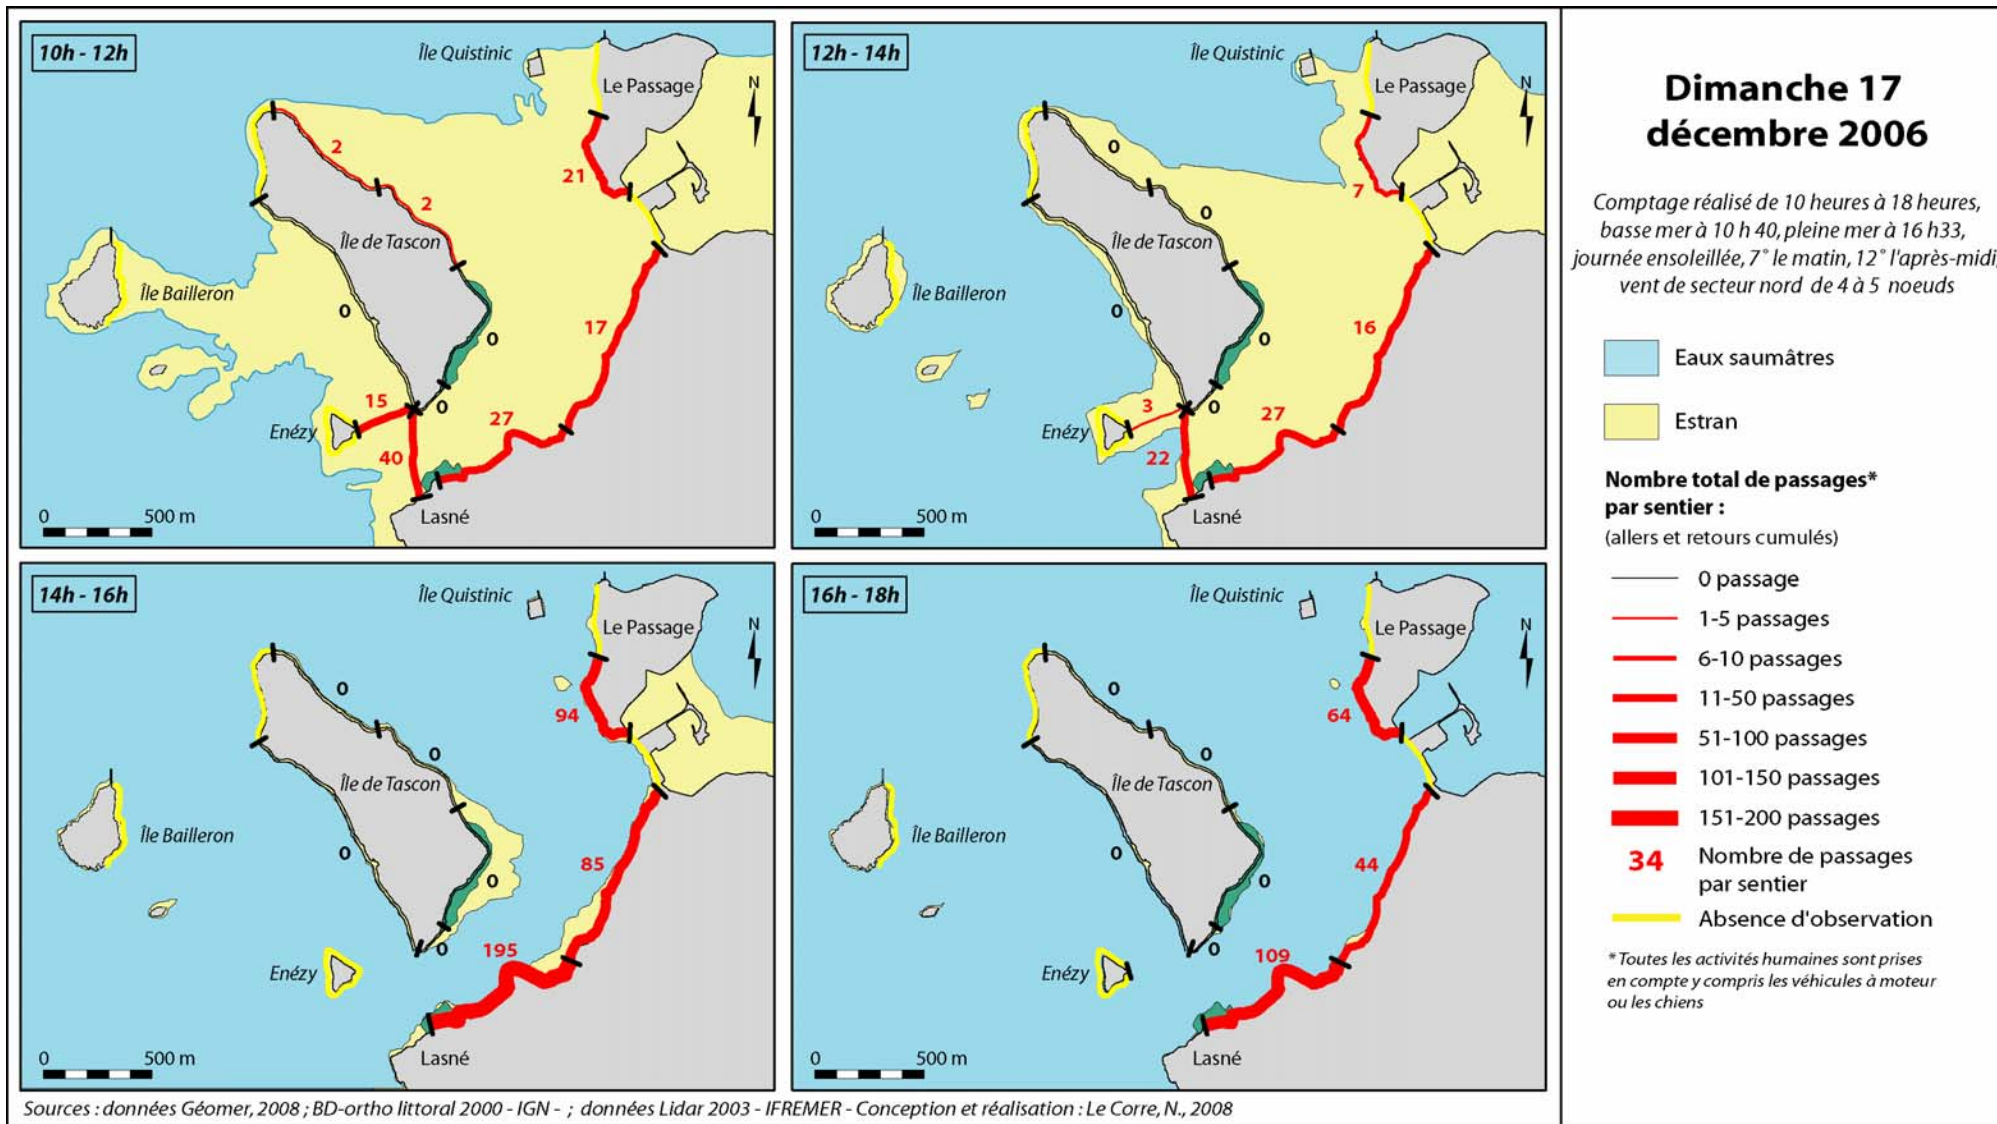 10h - 12h
Île Quistinic
Le Passage
N
2
21
2
Île de Tascon
Île Bailleron
0
17
0
15
0
27
Enézy
40
0 500 m
Lasné
12h - 14h
Île Quistinic
Le Passage
N
0
7
0
Île de Tascon
Île Bailleron
0
16
0
3
0
27
Enézy
22
0 500 m
Lasné
14h - 16h
Île Quistinic
Le Passage
N
0
94
0
Île de Tascon
Île Bailleron
0
85
0
195
0
Enézy
0 500 m
Lasné
16h - 18h
Île Quistinic
Le Passage
N
0
64
0
Île de Tascon
Île Bailleron
0
44
0
109
0
Enézy
0 500 m
Lasné
Dimanche 17
décembre 2006
Comptage réalisé de 10 heures à 18 heures,
basse mer à 10 h 40, pleine mer à 16 h33,
journée ensoleillée, 7° le matin, 12° l'après-midi,
vent de secteur nord de 4 à 5 noeuds
Eaux saumâtres
Estran
Nombre total de passages*
par sentier :
(allers et retours cumulés)
0 passage
1-5 passages
6-10 passages
11-50 passages
51-100 passages
101-150 passages
151-200 passages
34 Nombre de passages
par sentier
Absence d'observation
* Toutes les activités humaines sont prises
en compte y compris les véhicules à moteur
ou les chiens
Sources : données Géomer, 2008 ; BD-ortho littoral 2000 - IGN - ; données Lidar 2003 - IFREMER - Conception et réalisation : Le Corre, N., 2008